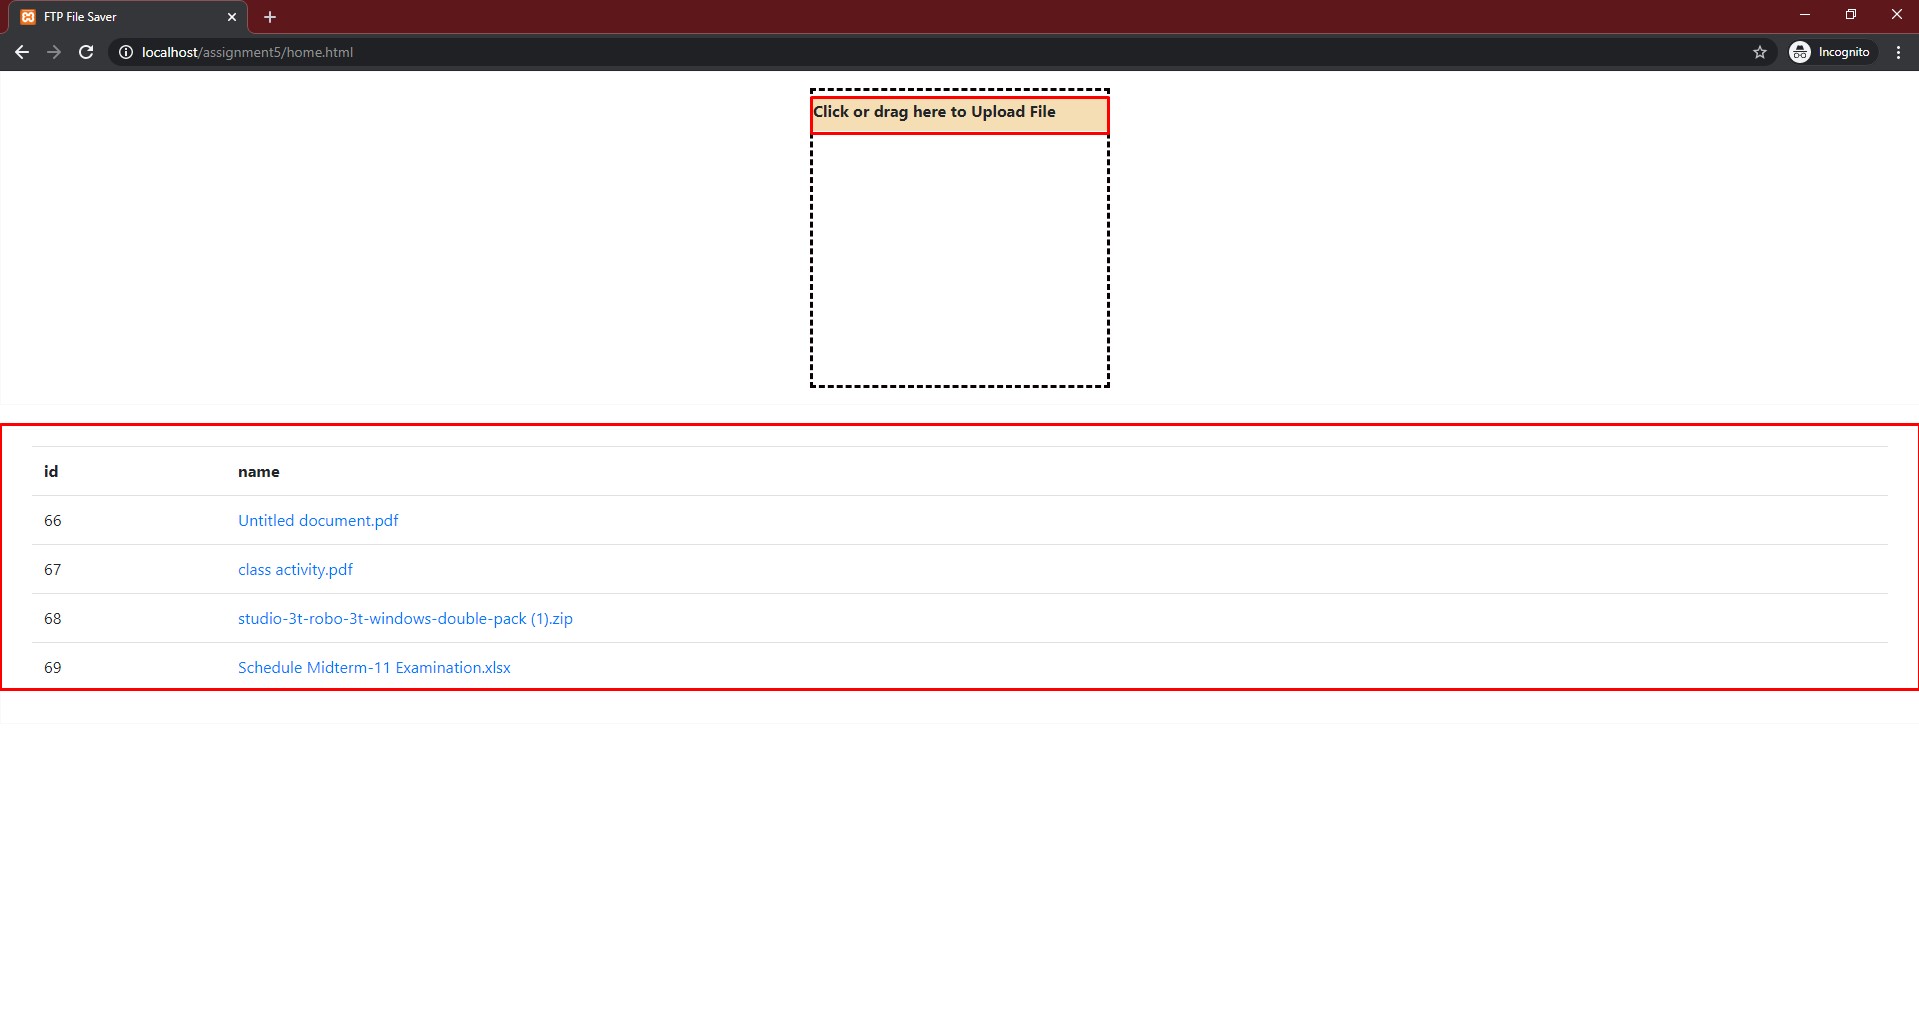 FTP File Saver
localhost/assignment5/home.html
Incognito
Click or drag here to Upload File
id name
66 Untitled document.pdf
67 class activity.pdf
68 studio-3t-robo-3t-windows-double-pack (1).zip
69 Schedule Midterm-11 Examination.xlsx